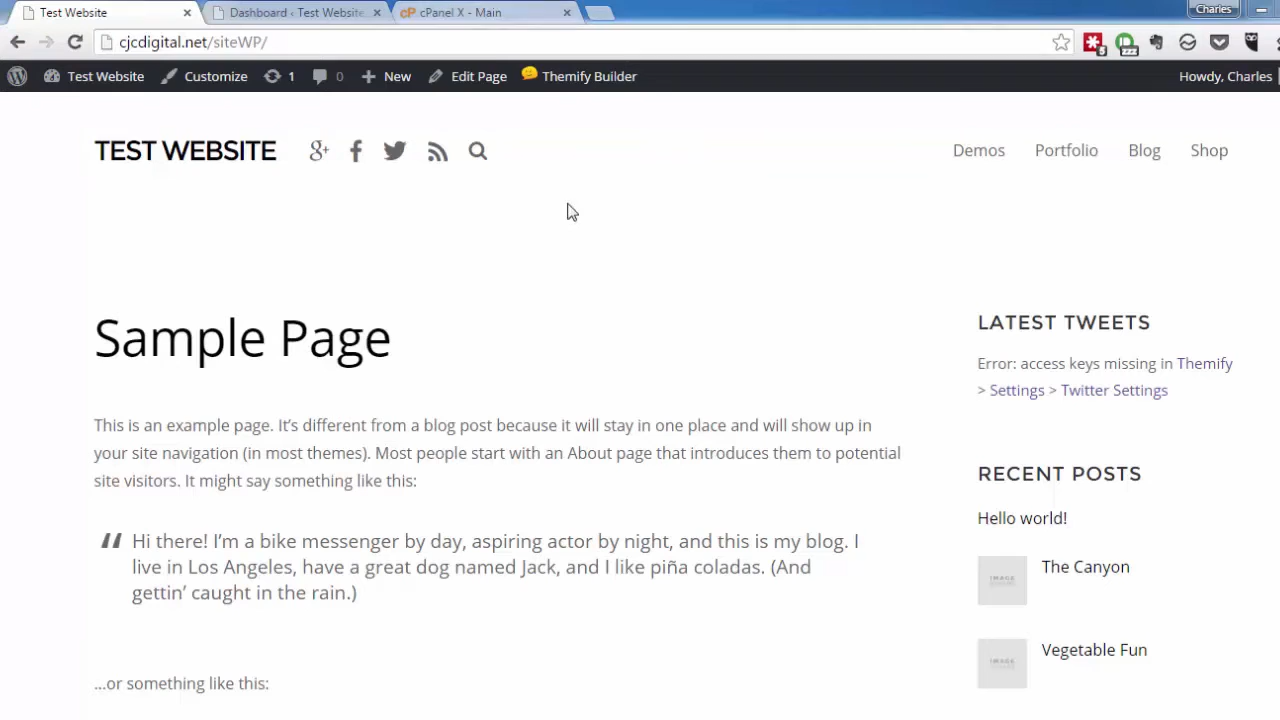 Test Website
Dashboard ‹ Test Website
cP cPanel X - Main
Charles
cjcdigital.net/siteWP/
5
zzz
Test Website
Customize
1
0
New
Edit Page
Themify Builder
Howdy, Charles
TEST WEBSITE
g+
Demos
Portfolio
Blog
Shop
Sample Page
This is an example page. It’s different from a blog post because it will stay in one place and will show up in
your site navigation (in most themes). Most people start with an About page that introduces them to potential
site visitors. It might say something like this:
“ Hi there! I’m a bike messenger by day, aspiring actor by night, and this is my blog. I
live in Los Angeles, have a great dog named Jack, and I like piña coladas. (And
gettin’ caught in the rain.)
…or something like this:
LATEST TWEETS
Error: access keys missing in Themify
> Settings > Twitter Settings
RECENT POSTS
Hello world!
IMAGE
The Canyon
IMAGE
Vegetable Fun